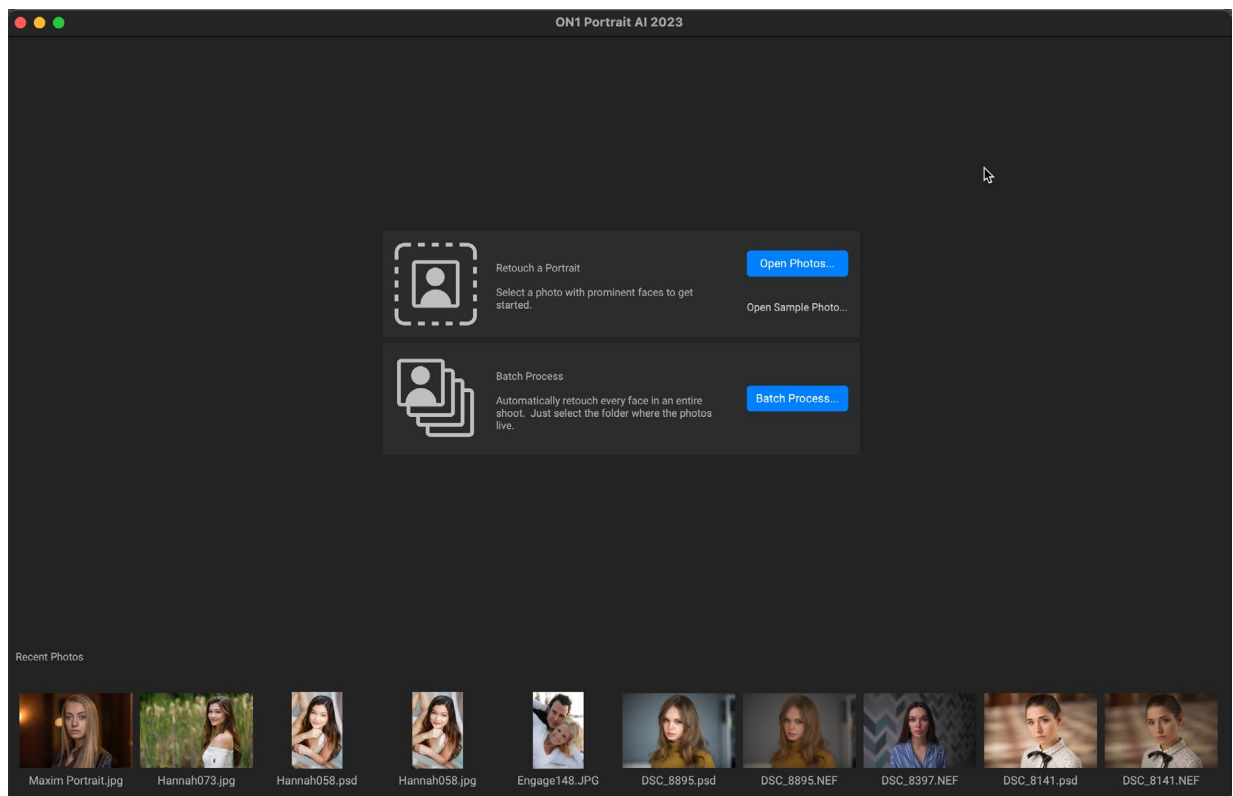 ON1 Portrait AI 2023
Retouch a Portrait
Open Photos...
Select a photo with prominent faces to get
started.
Open Sample Photo...
Batch Process
Automatically retouch every face in an entire
shoot.  Just select the folder where the photos
live.
Batch Process...
Recent Photos
Maxim Portrait.jpg
Hannah073.jpg
Hannah058.psd
Hannah058.jpg
Engage148.JPG
DSC_8895.psd
DSC_8895.NEF
DSC_8397.NEF
DSC_8141.psd
DSC_8141.NEF